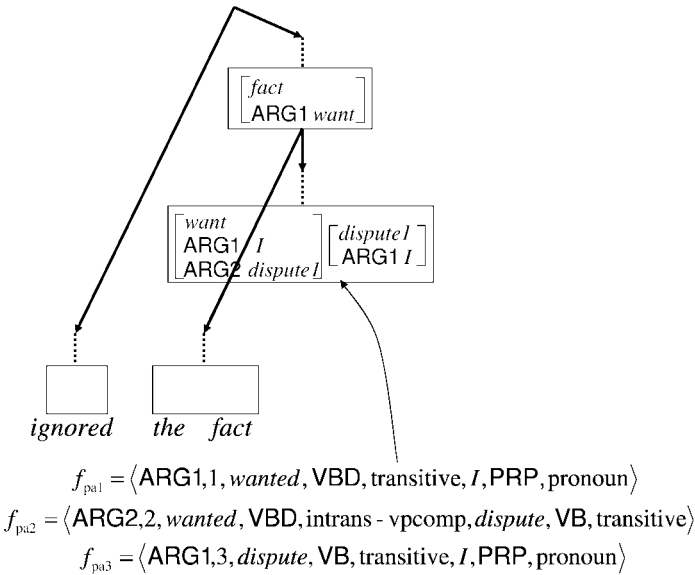 fact
ARG1 want
want
ARG1 I
ARG2 dispute1
dispute1
ARG1 I
ignored the fact
f_pa1 = ⟨ARG1,1, wanted, VBD, transitive, I, PRP, pronoun⟩
f_pa2 = ⟨ARG2,2, wanted, VBD, intrans - vpcomp, dispute, VB, transitive⟩
f_pa3 = ⟨ARG1,3, dispute, VB, transitive, I, PRP, pronoun⟩